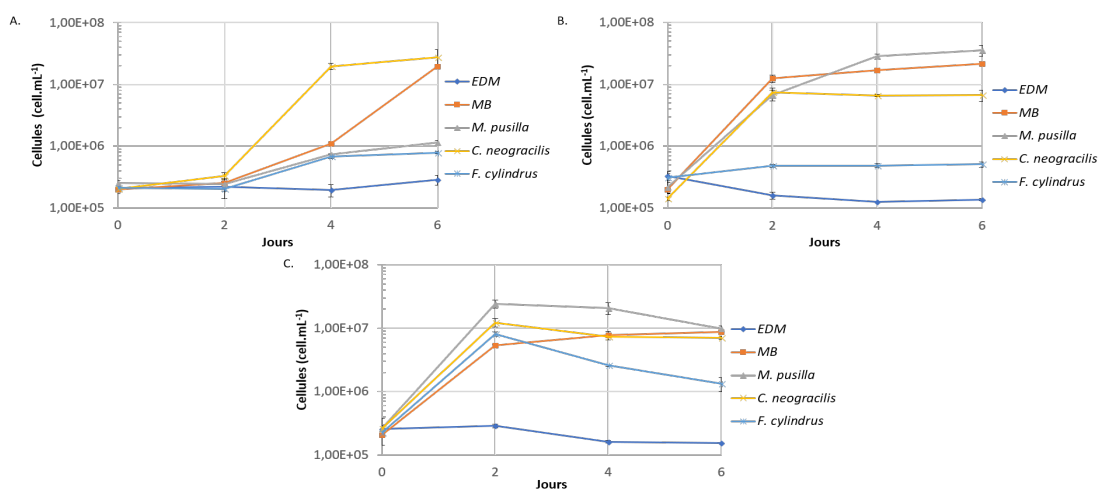 A.
1,00E+08
1,00E+07
1,00E+06
1,00E+05
Cellules (cell.mL-1)
0 2 4 6
Jours
EDM
MB
M. pusilla
C. neogracilis
F. cylindrus
B.
1,00E+08
1,00E+07
1,00E+06
1,00E+05
Cellules (cell.mL-1)
0 2 4 6
Jours
EDM
MB
M. pusilla
C. neogracilis
F. cylindrus
C.
1,00E+08
1,00E+07
1,00E+06
1,00E+05
Cellules (cell.mL-1)
0 2 4 6
Jours
EDM
MB
M. pusilla
C. neogracilis
F. cylindrus